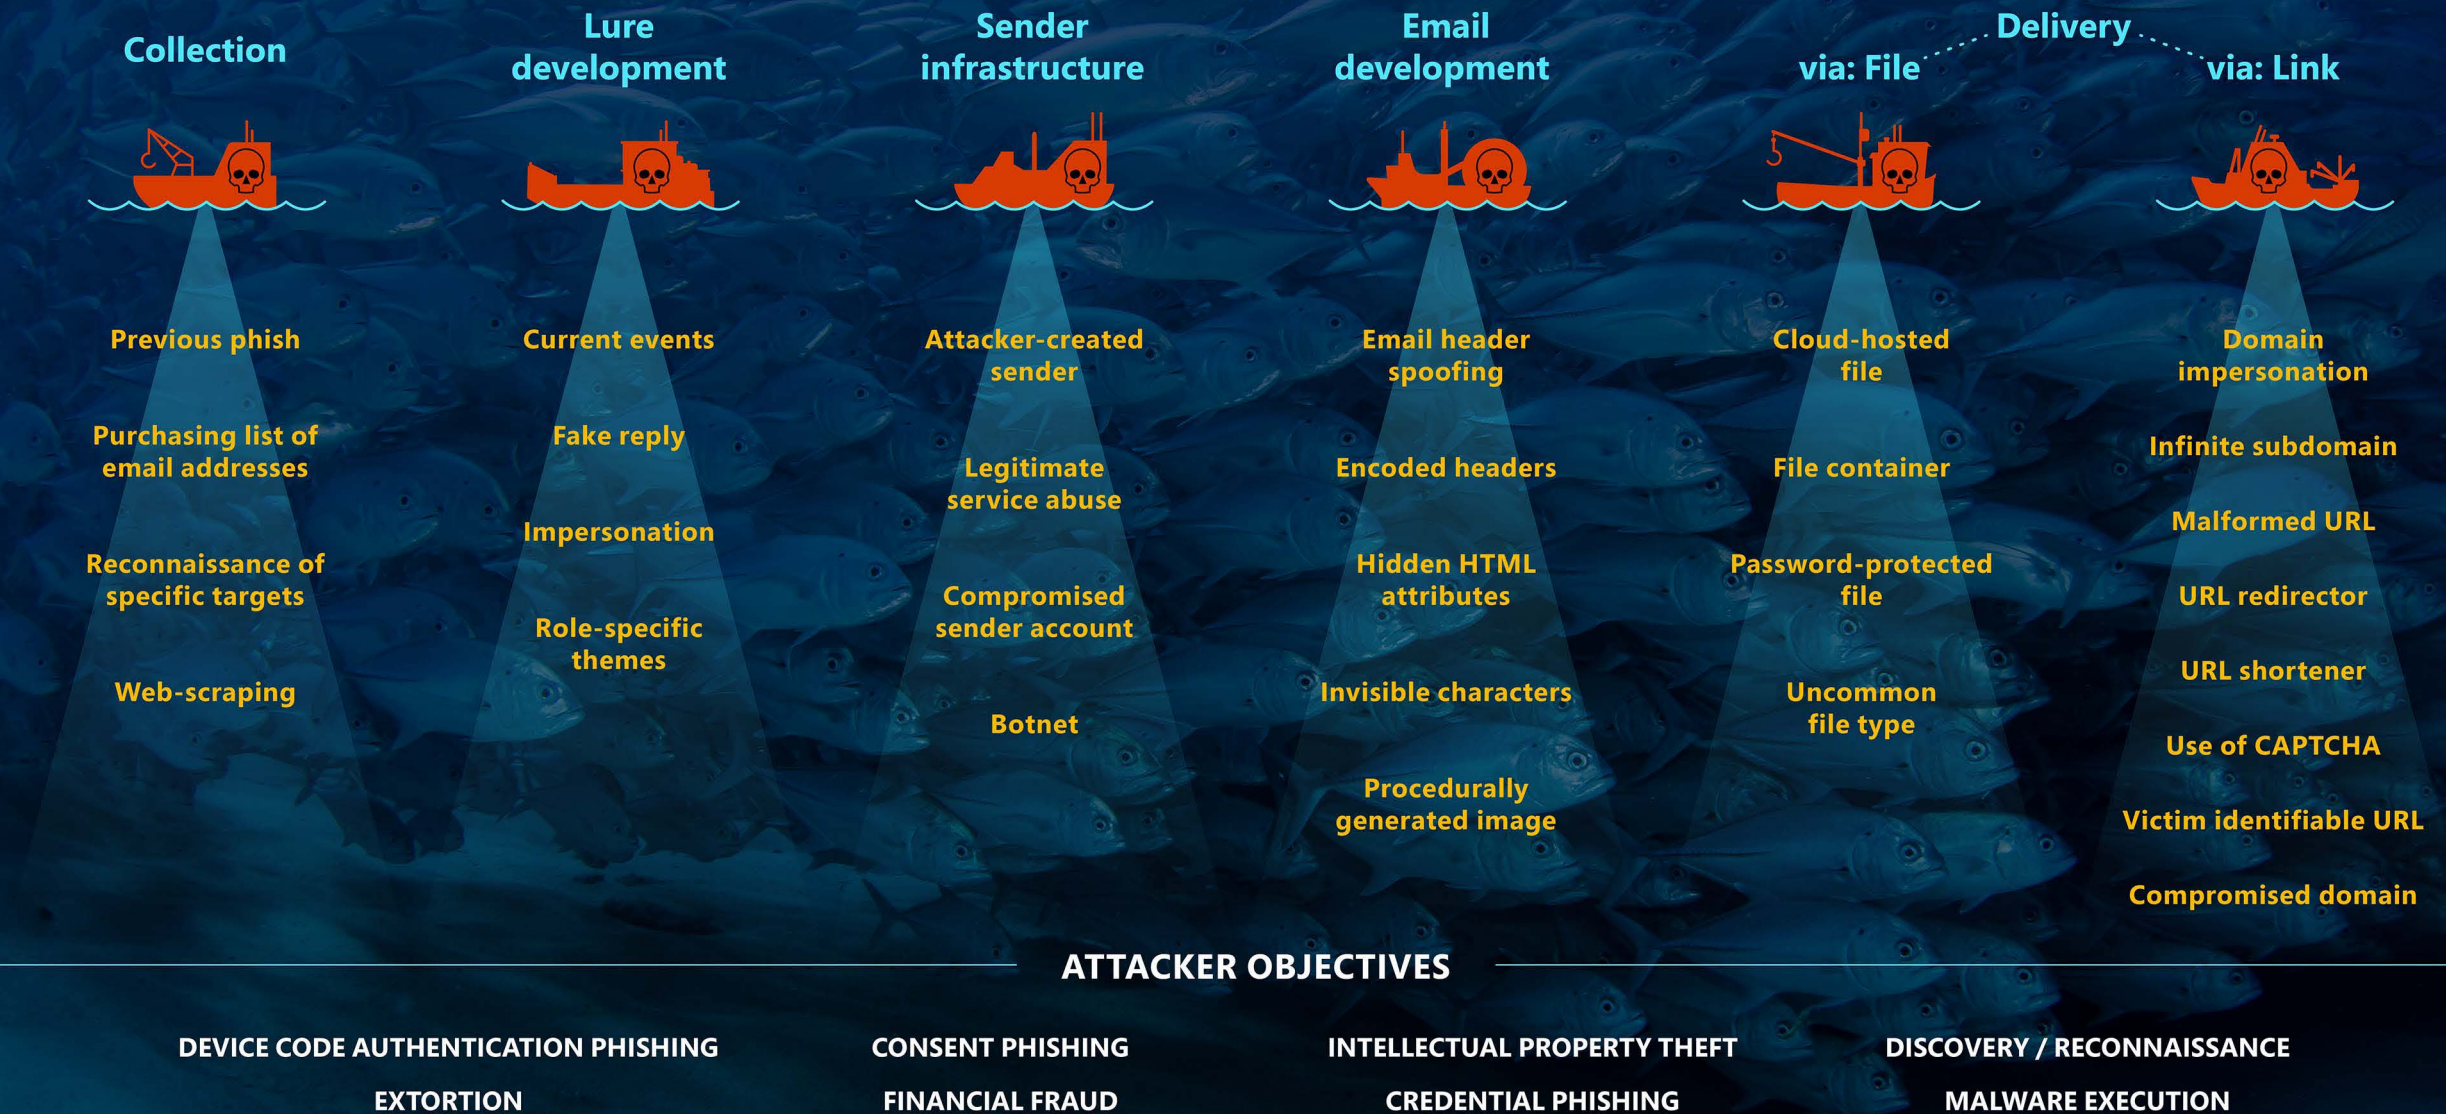 Collection
Previous phish
Purchasing list of
email addresses
Reconnaissance of
specific targets
Web-scraping
Lure
development
Current events
Fake reply
Impersonation
Role-specific
themes
Sender
infrastructure
Attacker-created
sender
Legitimate
service abuse
Compromised
sender account
Botnet
Email
development
Email header
spoofing
Encoded headers
Hidden HTML
attributes
Invisible characters
Procedurally
generated image
Delivery
via: File
Cloud-hosted
file
File container
Password-protected
file
Uncommon
file type
via: Link
Domain
impersonation
Infinite subdomain
Malformed URL
URL redirector
URL shortener
Use of CAPTCHA
Victim identifiable URL
Compromised domain
ATTACKER OBJECTIVES
DEVICE CODE AUTHENTICATION PHISHING
CONSENT PHISHING
INTELLECTUAL PROPERTY THEFT
DISCOVERY / RECONNAISSANCE
EXTORTION
FINANCIAL FRAUD
CREDENTIAL PHISHING
MALWARE EXECUTION